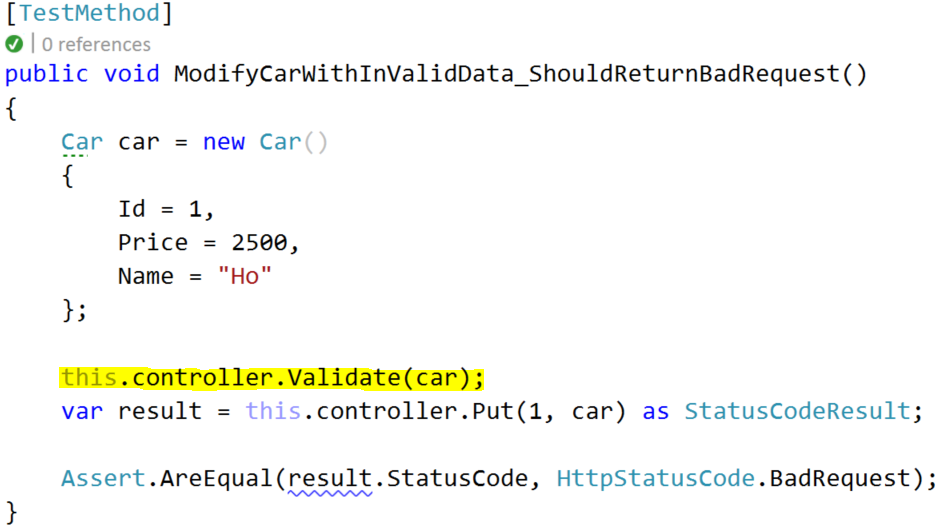 [TestMethod]
| 0 references
public void ModifyCarWithInValidData_ShouldReturnBadRequest()
{
    Car car = new Car()
    {
        Id = 1,
        Price = 2500,
        Name = "Ho"
    };
    this.controller.Validate(car);
    var result = this.controller.Put(1, car) as StatusCodeResult;
    Assert.AreEqual(result.StatusCode, HttpStatusCode.BadRequest);
}